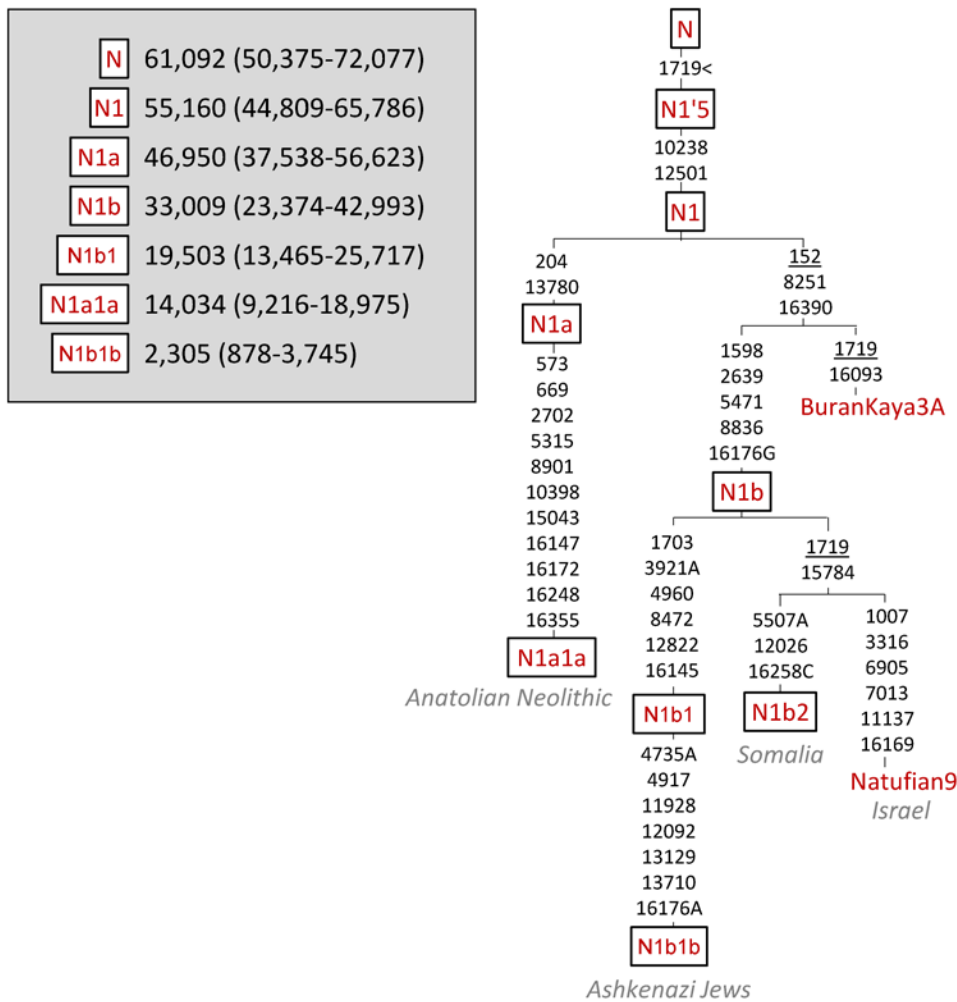 N 61,092 (50,375-72,077)
N1 55,160 (44,809-65,786)
N1a 46,950 (37,538-56,623)
N1b 33,009 (23,374-42,993)
N1b1 19,503 (13,465-25,717)
N1a1a 14,034 (9,216-18,975)
N1b1b 2,305 (878-3,745)
N
1719<
N1'5
10238
12501
N1
204
13780
N1a
573
669
2702
5315
8901
10398
15043
16147
16172
16248
16355
N1a1a
Anatolian Neolithic
152
8251
16390
1719
16093
BuranKaya3A
1598
2639
5471
8836
16176G
N1b
1703
3921A
4960
8472
12822
16145
N1b1
4735A
4917
11928
12092
13129
13710
16176A
N1b1b
Ashkenazi Jews
1719
15784
5507A
12026
16258C
N1b2
Somalia
1007
3316
6905
7013
11137
16169
Natufian9
Israel